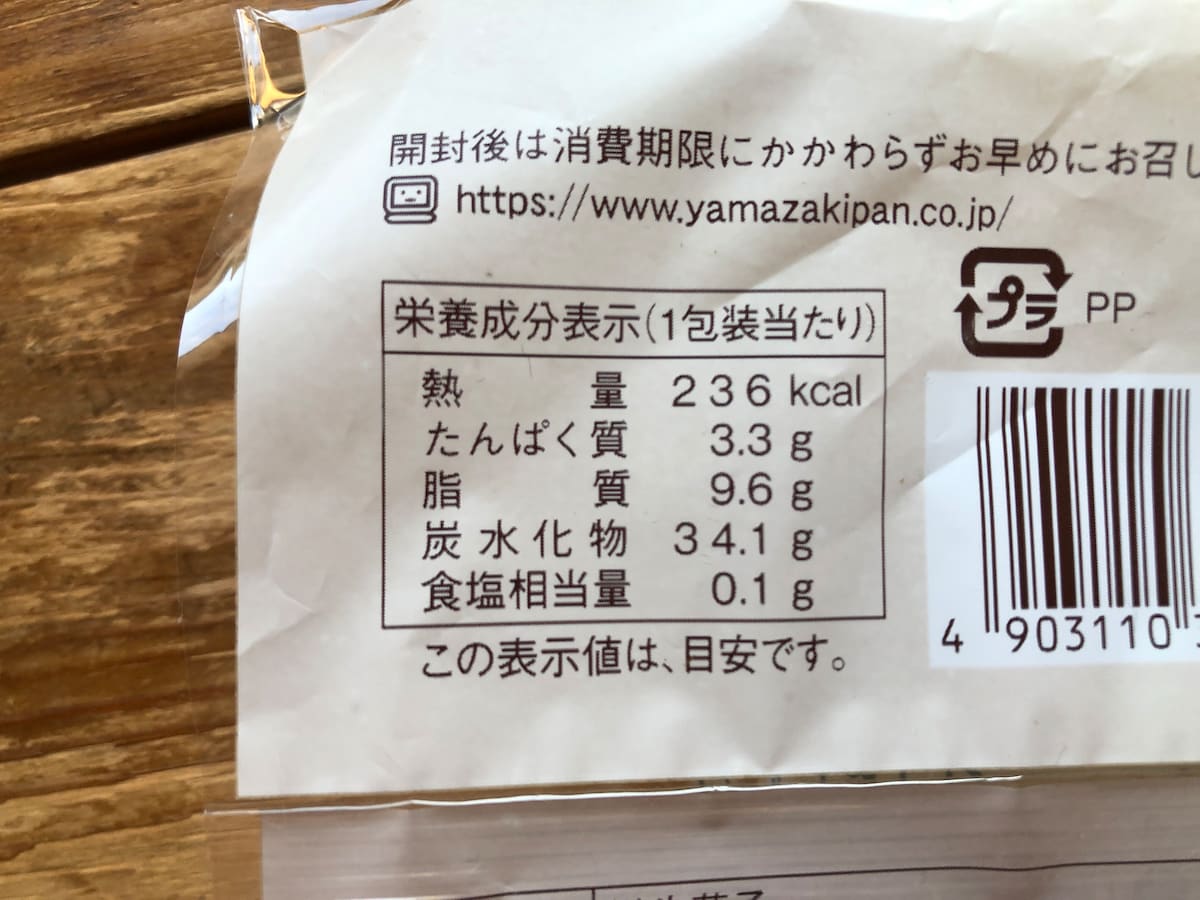 開封後は消費期限にかかわらずお早めにお召し
https://www.yamazakipan.co.jp/
プラ PP
栄養成分表示(1包装当たり)
熱量 236 kcal
たんぱく質 3.3 g
脂質 9.6 g
炭水化物 34.1 g
食塩相当量 0.1 g
この表示値は、目安です。
4 903110